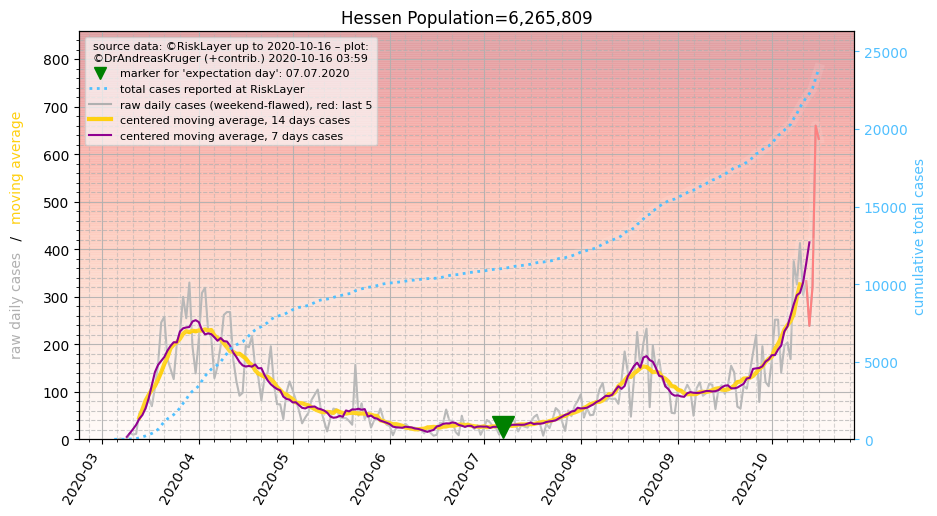 Hessen Population=6,265,809
source data: ©RiskLayer up to 2020-10-16 – plot:
©DrAndreasKruger (+contrib.) 2020-10-16 03:59
marker for 'expectation day': 07.07.2020
total cases reported at RiskLayer
raw daily cases (weekend-flawed), red: last 5
centered moving average, 14 days cases
centered moving average, 7 days cases
raw daily cases / moving average
800
700
600
500
400
300
200
100
0
25000
20000
15000
10000
5000
0
cumulative total cases
2020-03
2020-04
2020-05
2020-06
2020-07
2020-08
2020-09
2020-10